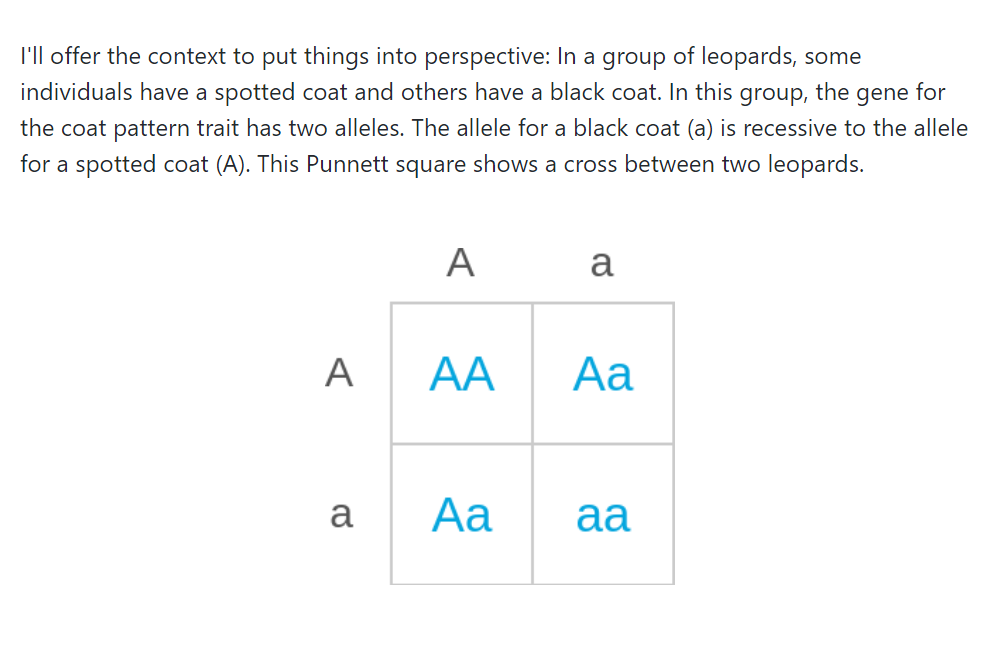 I'll offer the context to put things into perspective: In a group of leopards, some
individuals have a spotted coat and others have a black coat. In this group, the gene for
the coat pattern trait has two alleles. The allele for a black coat (a) is recessive to the allele
for a spotted coat (A). This Punnett square shows a cross between two leopards.
A a
A AA Aa
a Aa aa